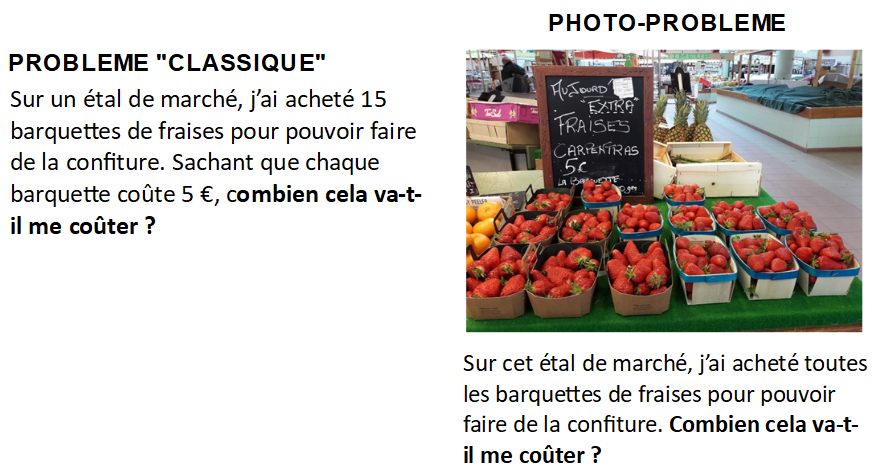 PROBLEME "CLASSIQUE"
Sur un étal de marché, j’ai acheté 15
barquettes de fraises pour pouvoir faire
de la confiture. Sachant que chaque
barquette coûte 5 €, combien cela va-t-
il me coûter ?
PHOTO-PROBLEME
AUJOURD'
"EXTRA"
FRAISES
CARPENTRAS
5€
LA BARQUETTE
Sur cet étal de marché, j’ai acheté toutes
les barquettes de fraises pour pouvoir
faire de la confiture. Combien cela va-t-
il me coûter ?